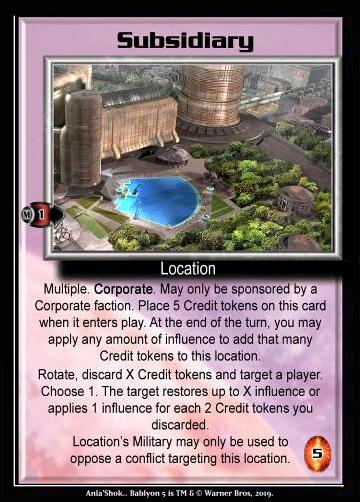 Subsidiary
M 1
Location
Multiple. Corporate. May only be sponsored by a
Corporate faction. Place 5 Credit tokens on this card
when it enters play. At the end of the turn, you may
apply any amount of influence to add that many
Credit tokens to this location.
Rotate, discard X Credit tokens and target a player.
Choose 1. The target restores up to X influence or
applies 1 influence for each 2 Credit tokens you
discarded.
Location's Military may only be used to
oppose a conflict targeting this location.
5
Anla'Shok.. Bablyon 5 is TM & © Warner Bros, 2019.